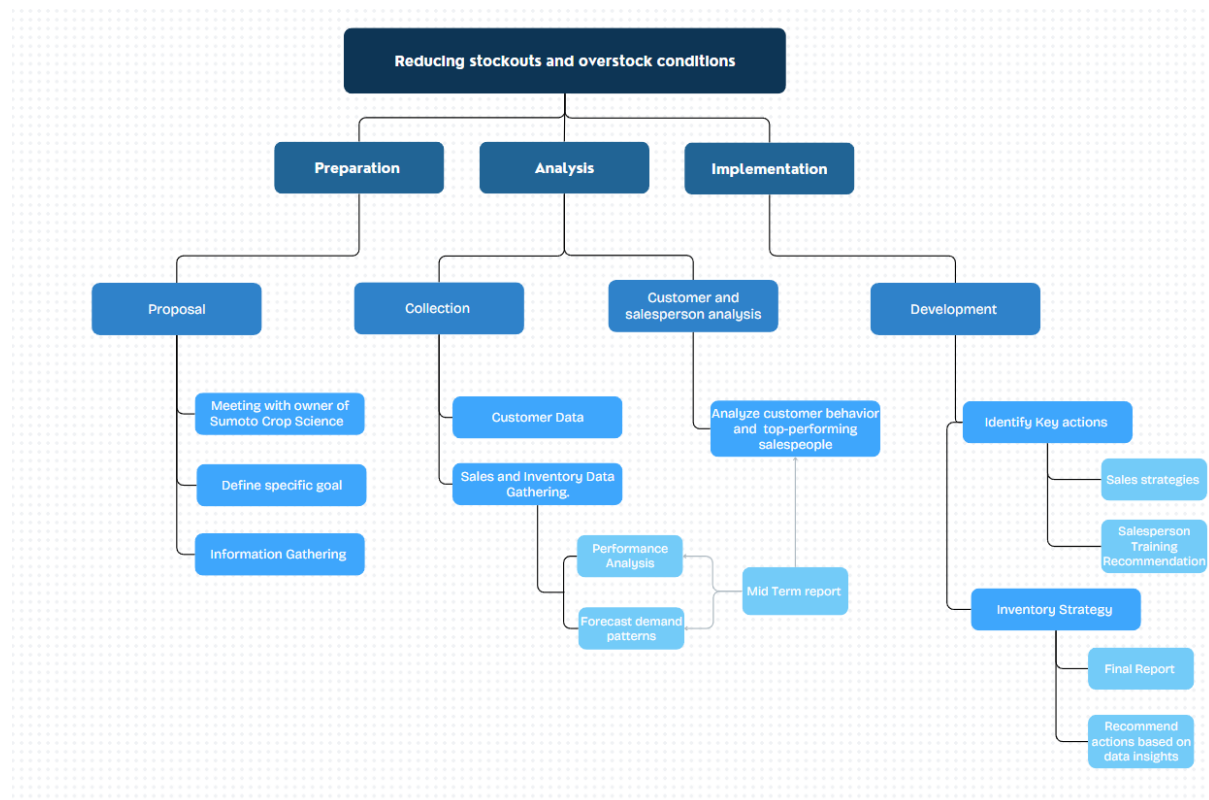 Reducing stockouts and overstock conditions
Preparation
Analysis
Implementation
Proposal
Collection
Customer and
salesperson analysis
Development
Meeting with owner of
Sumoto Crop Science
Define specific goal
Information Gathering
Customer Data
Sales and Inventory Data
Gathering.
Performance
Analysis
Forecast demand
patterns
Analyze customer behavior
and top-performing
salespeople
Mid Term report
Identify Key actions
Sales strategies
Salesperson
Training
Recommendation
Inventory Strategy
Final Report
Recommend
actions based on
data insights